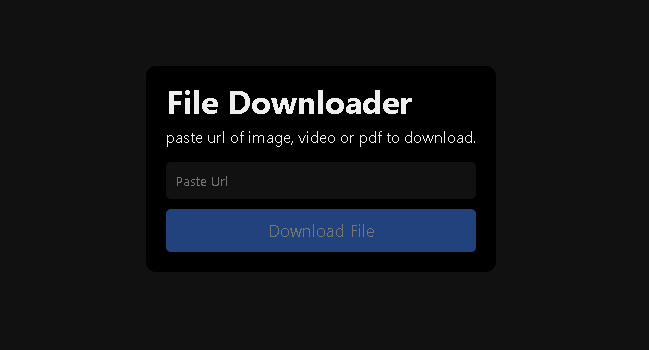 File Downloader
paste url of image, video or pdf to download.
Paste Url
Download File